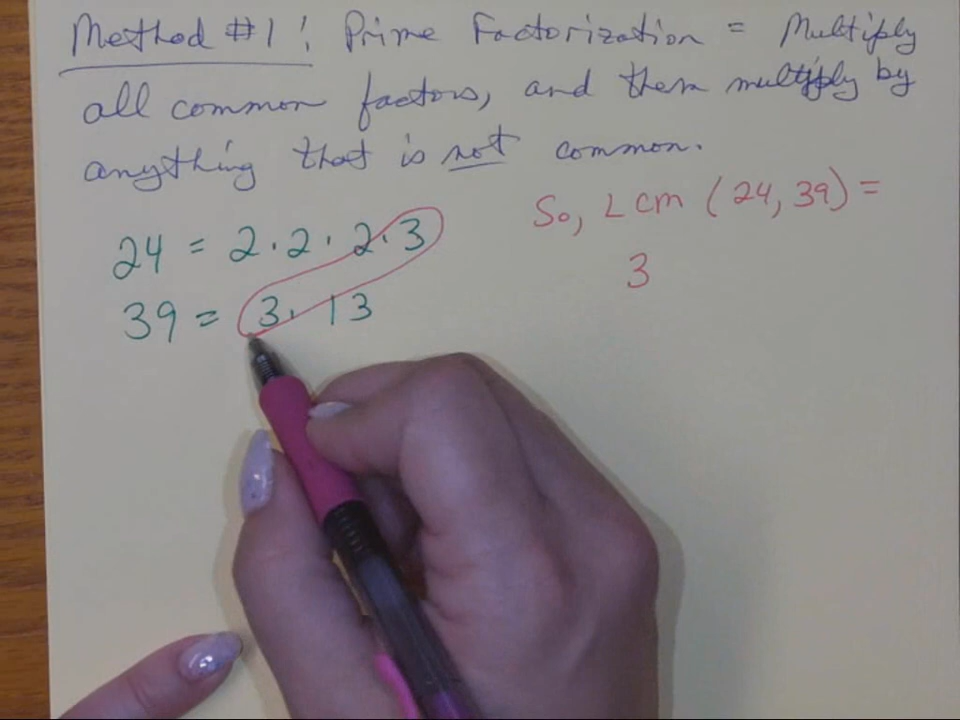 Method #1: Prime Factorization = Multiply
all common factors, and then multiply by
anything that is not common.
So, LCM (24, 39) =
24 = 2·2·2·3
3
39 = 3·13